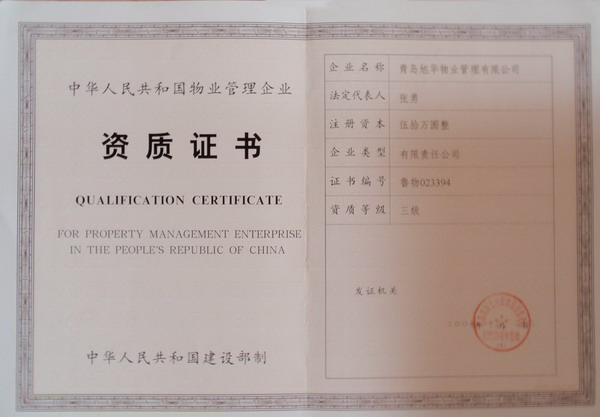 中华人民共和国物业管理企业
资质证书
QUALIFICATION CERTIFICATE
FOR PROPERTY MANAGEMENT ENTERPRISE
IN THE PEOPLE'S REPUBLIC OF CHINA
中华人民共和国建设部制
企业名称 青岛旭华物业管理有限公司
法定代表人 张勇
注册资本 伍拾万圆整
企业类型 有限责任公司
证书编号 鲁物023394
资质等级 三级
发证机关